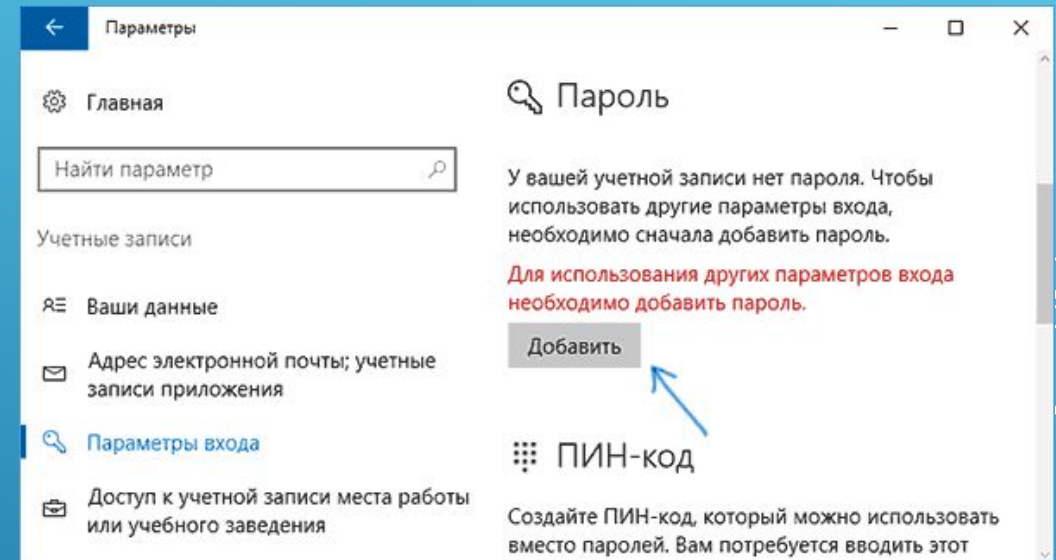 Параметры
Главная
Найти параметр
Учетные записи
Ваши данные
Адрес электронной почты; учетные
записи приложения
Параметры входа
Доступ к учетной записи места работы
или учебного заведения
Пароль
У вашей учетной записи нет пароля. Чтобы
использовать другие параметры входа,
необходимо сначала добавить пароль.
Для использования других параметров входа
необходимо добавить пароль.
Добавить
ПИН-код
Создайте ПИН-код, который можно использовать
вместо паролей. Вам потребуется вводить этот